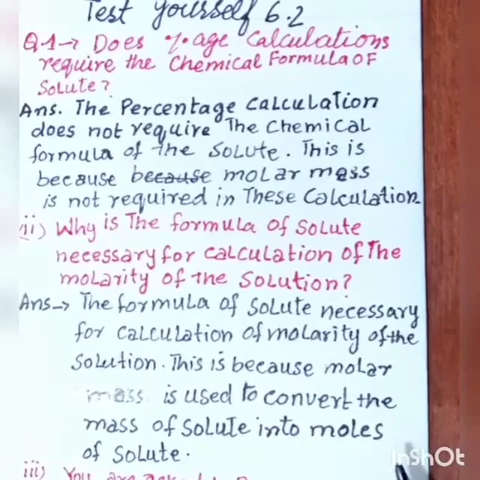 Test Yourself 6.2
Q.1→ Does %age Calculations
require the Chemical Formula of
Solute?
Ans. The Percentage Calculation
does not require The Chemical
formula of the Solute. This is
because because molar mass
is not required in These Calculation
ii) Why is The formula of Solute
necessary for calculation of The
molarity of the Solution?
Ans → The formula of Solute necessary
for calculation of molarity of the
Solution. This is because molar
mass is used to convert the
mass of Solute into moles
of Solute.
iii) You are
InShOt